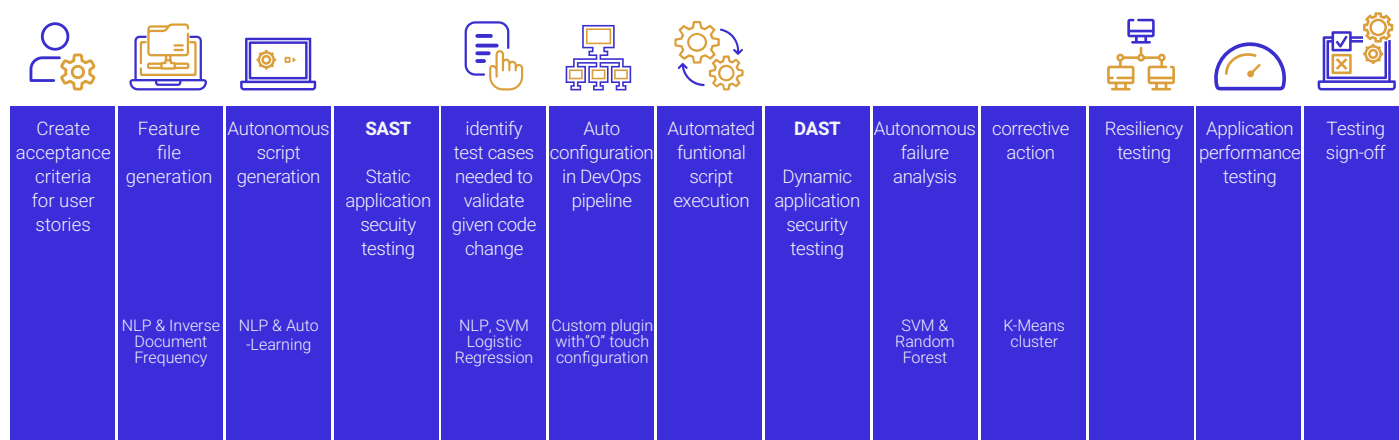 Create
acceptance
criteria
for user
stories
Feature
file
generation
NLP & Inverse
Document
Frequency
Autonomous
script
generation
NLP & Auto
-Learning
SAST
Static
application
secuity
testing
identify
test cases
needed to
validate
given code
change
NLP, SVM
Logistic
Regression
Auto
configuration
in DevOps
pipeline
Custom plugin
with"O" touch
configuration
Automated
funtional
script
execution
DAST
Dynamic
application
security
testing
Autonomous
failure
analysis
SVM &
Random
Forest
corrective
action
K-Means
cluster
Resiliency
testing
Application
performance
testing
Testing
sign-off